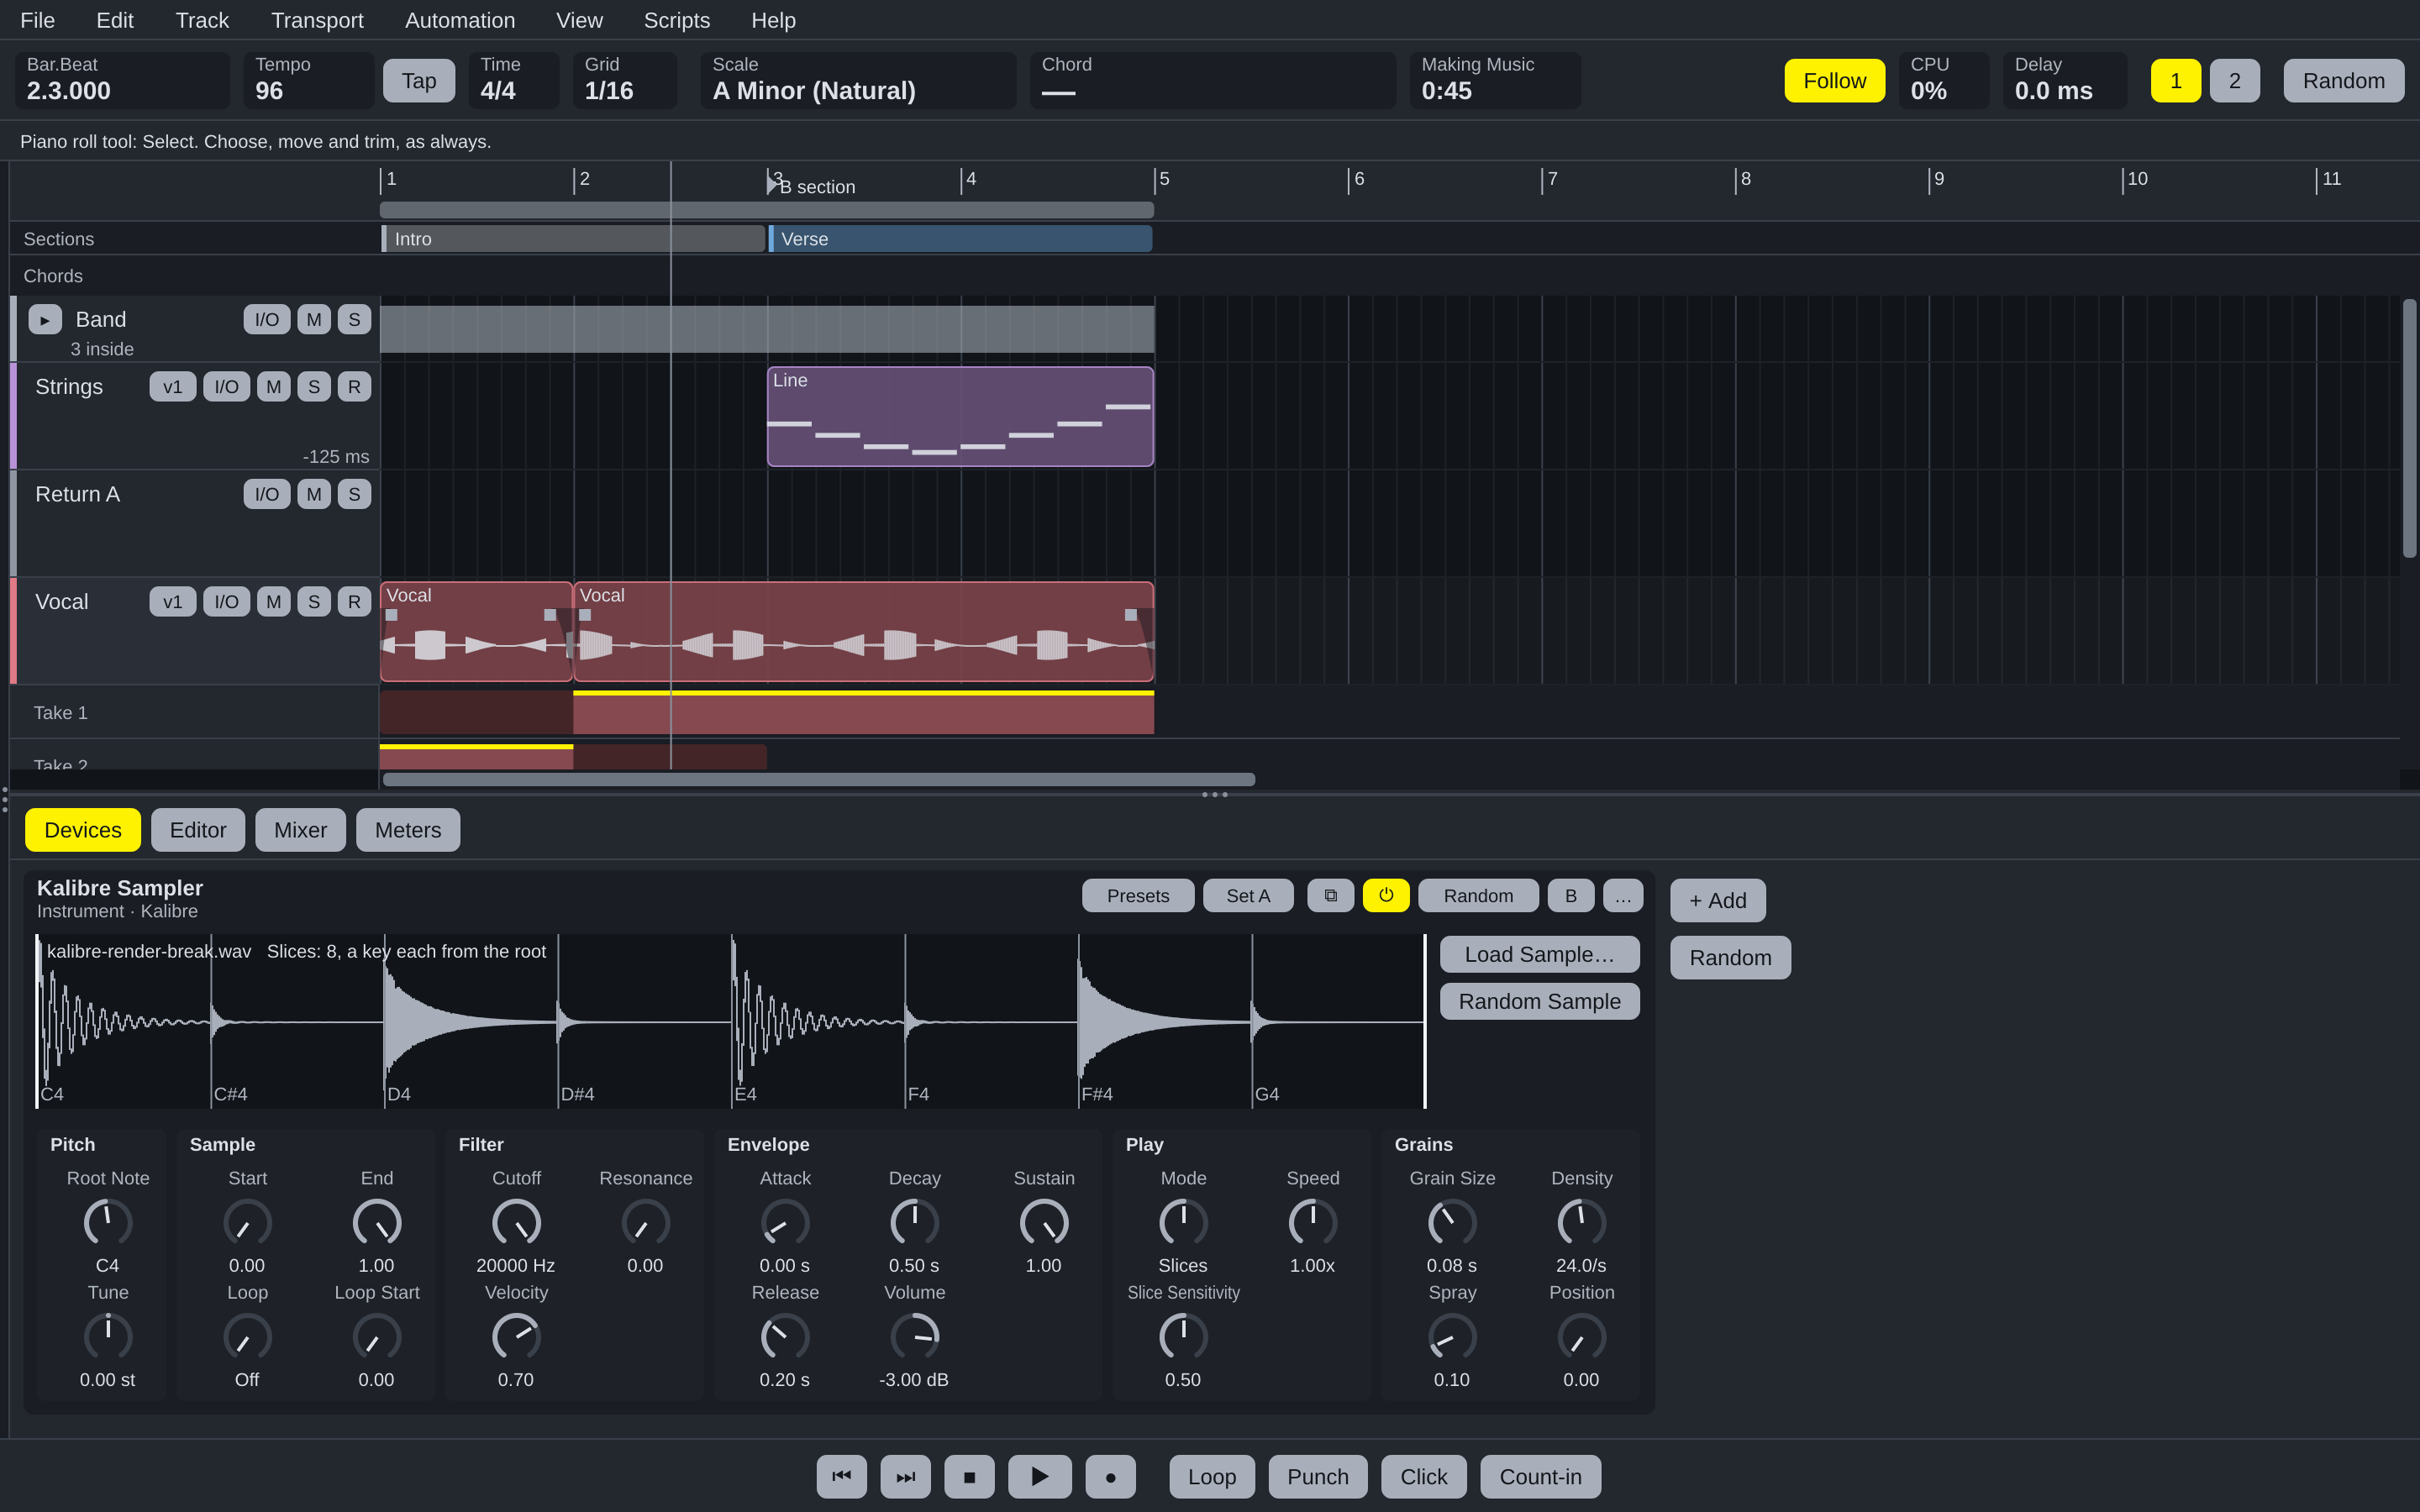 File Edit Track Transport Automation View Scripts Help
Bar.Beat Tempo Time Grid Scale Chord Making Music CPU Delay
2.3.000 96 Tap 4/4 1/16 A Minor (Natural) — 0:45 Follow 0% 0.0 ms 1 2 Random
Piano roll tool: Select. Choose, move and trim, as always.
1 2 3 4 5 6 7 8 9 10 11
B section
Sections Intro Verse
Chords
Band I/O M S
3 inside
Strings v1 I/O M S R Line
-125 ms
Return A I/O M S
Vocal v1 I/O M S R Vocal Vocal
Take 1
Take 2
Devices Editor Mixer Meters
Kalibre Sampler Presets Set A Random B … + Add
Instrument · Kalibre
kalibre-render-break.wav Slices: 8, a key each from the root Load Sample… Random
Random Sample
C4 C#4 D4 D#4 E4 F4 F#4 G4
Pitch Sample Filter Envelope Play Grains
Root Note Start End Cutoff Resonance Attack Decay Sustain Mode Speed Grain Size Density
C4 0.00 1.00 20000 Hz 0.00 0.00 s 0.50 s 1.00 Slices 1.00x 0.08 s 24.0/s
Tune Loop Loop Start Velocity Release Volume Slice Sensitivity Spray Position
0.00 st Off 0.00 0.70 0.20 s -3.00 dB 0.50 0.10 0.00
Loop Punch Click Count-in